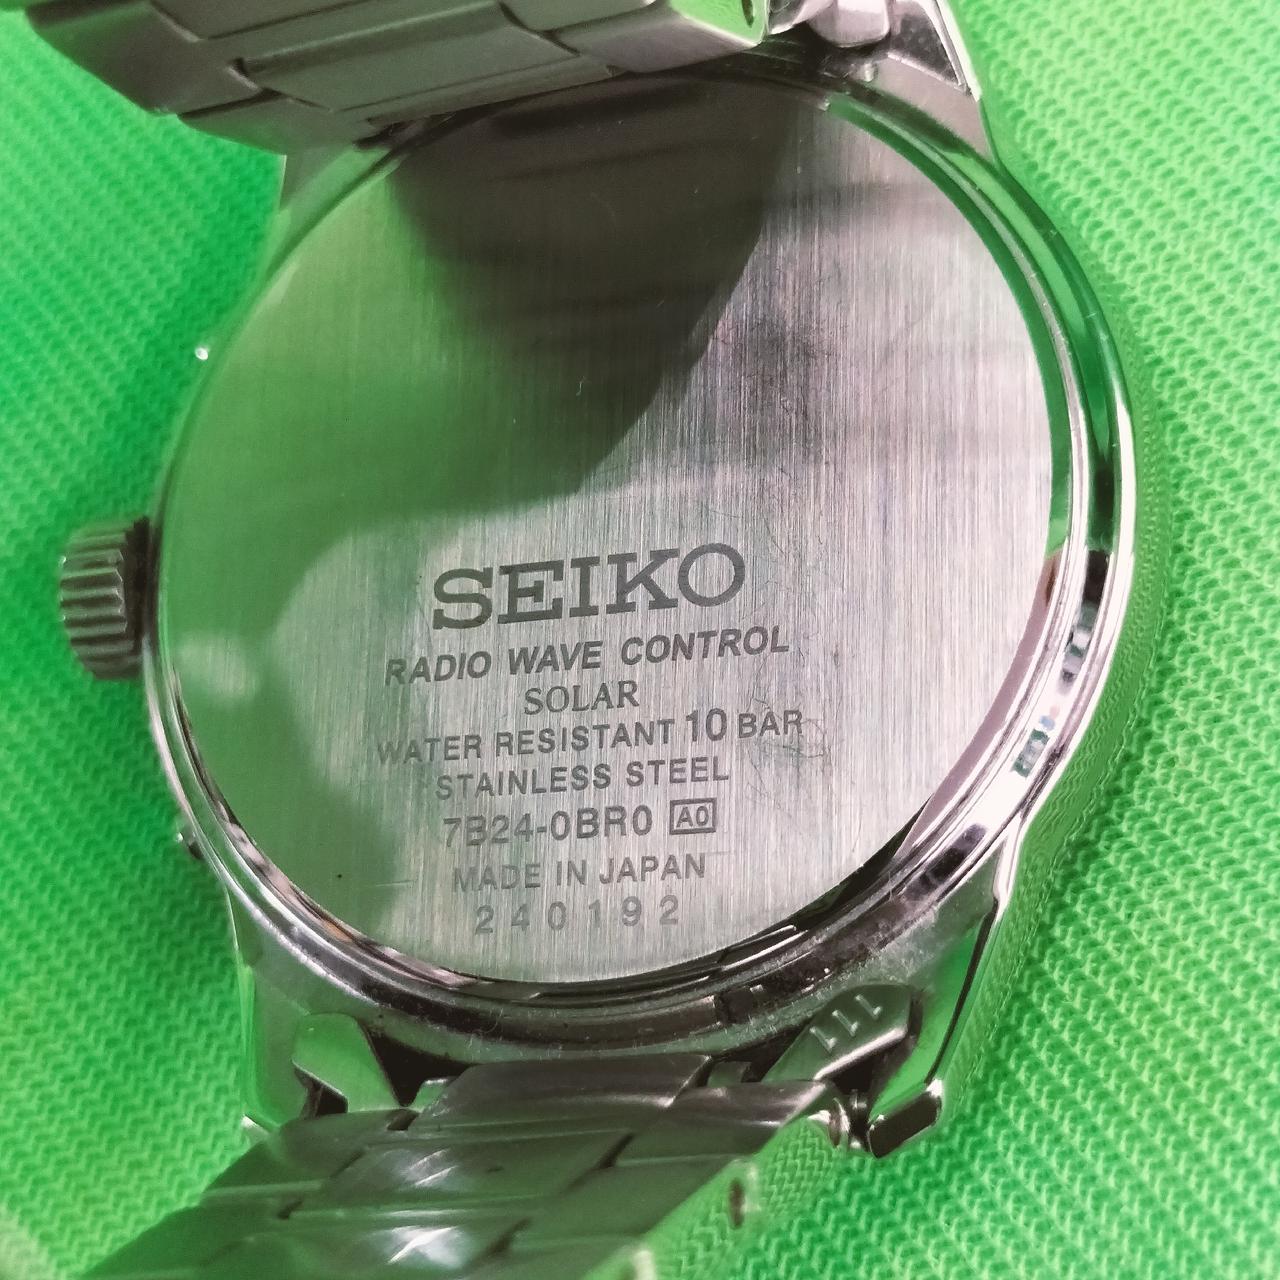 SEIKO
RADIO WAVE CONTROL
SOLAR
WATER RESISTANT 10 BAR
STAINLESS STEEL
7B24-0BR0 A0
MADE IN JAPAN
240192
111